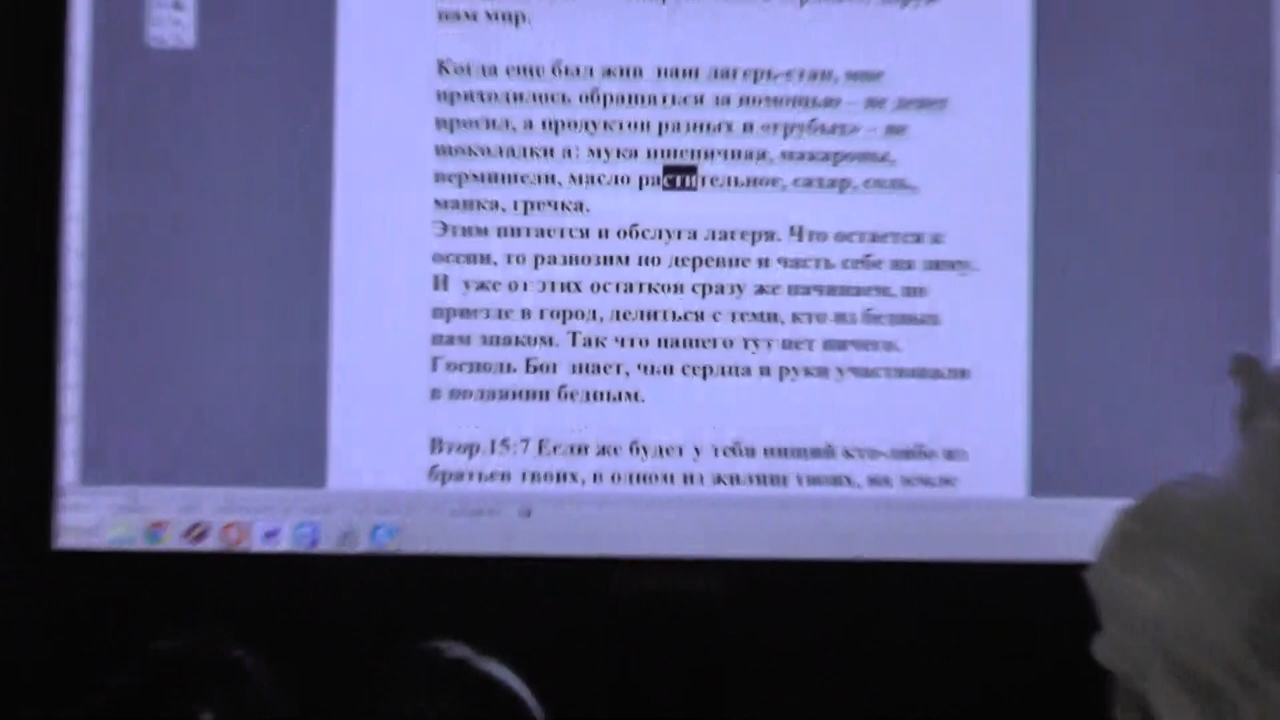 нам мир.
Когда еще был жив наш лагерь-стан, мне
приходилось обращаться за помощью – не денег
просил, а продуктов разных и «грубых» – не
шоколадки а: мука пшеничная, макароны,
вермишели, масло растительное, сахар, соль,
манка, гречка.
Этим питается и обслуга лагеря. Что остается к
осени, то развозим по деревне и часть себе на зиму.
И уже от этих остатков сразу же начинаем, по
приезде в город, делиться с теми, кто из бедных
нам знаком. Так что нашего тут нет ничего.
Господь Бог знает, чьи сердца и руки участвовали
в подаянии бедным.
Втор.15:7 Если же будет у тебя нищий кто-либо из
братьев твоих, в одном из жилищ твоих, на земле